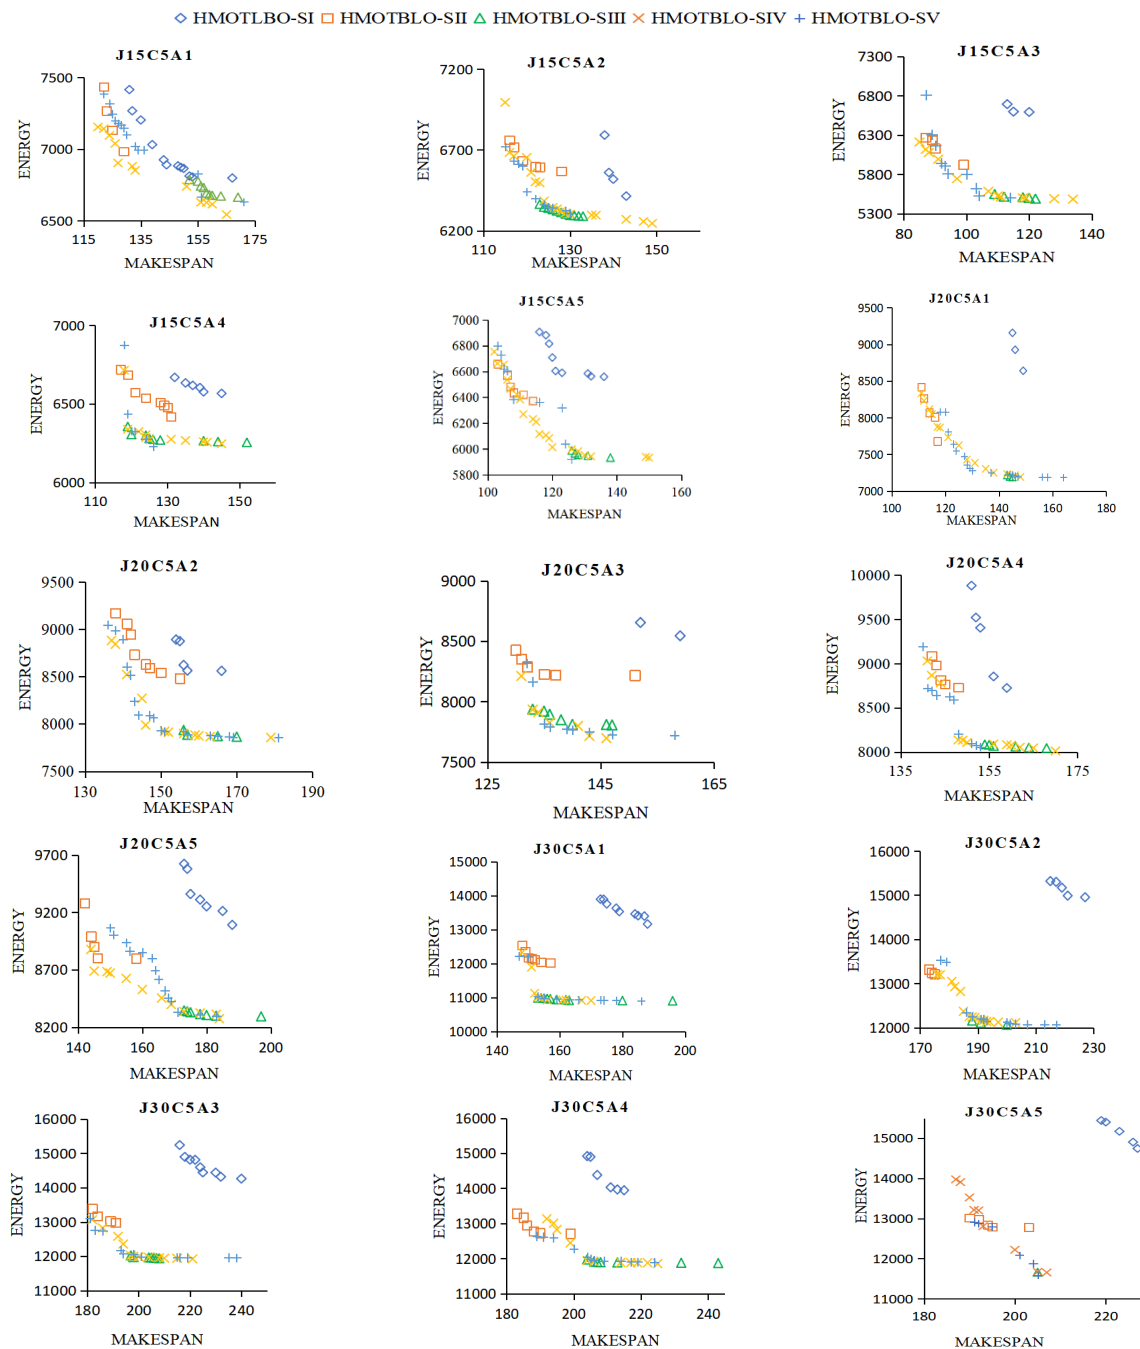 HMOTLBO-SI HMOTBLO-SII HMOTBLO-SIII HMOTBLO-SIV HMOTBLO-SV
J15C5A1
7500
7000
6500
115 135 155 175
ENERGY
MAKESPAN
J15C5A2
7200
6700
6200
110 130 150
ENERGY
MAKESPAN
J15C5A3
7300
6800
6300
5800
5300
80 100 120 140
ENERGY
MAKESPAN
J15C5A4
7000
6500
6000
110 130 150
ENERGY
MAKESPAN
J15C5A5
7000
6800
6600
6400
6200
6000
5800
100 120 140 160
ENERGY
MAKESPAN
J20C5A1
9500
9000
8500
8000
7500
7000
100 120 140 160 180
ENERGY
MAKESPAN
J20C5A2
9500
9000
8500
8000
7500
130 150 170 190
ENERGY
MAKESPAN
J20C5A3
9000
8500
8000
7500
125 145 165
ENERGY
MAKESPAN
J20C5A4
10000
9500
9000
8500
8000
135 155 175
ENERGY
MAKESPAN
J20C5A5
9700
9200
8700
8200
140 160 180 200
ENERGY
MAKESPAN
J30C5A1
15000
14000
13000
12000
11000
10000
140 160 180 200
ENERGY
MAKESPAN
J30C5A2
16000
15000
14000
13000
12000
170 190 210 230
ENERGY
MAKESPAN
J30C5A3
16000
15000
14000
13000
12000
11000
180 200 220 240
ENERGY
MAKESPAN
J30C5A4
16000
15000
14000
13000
12000
11000
180 200 220 240
ENERGY
MAKESPAN
J30C5A5
15000
14000
13000
12000
11000
180 200 220
ENERGY
MAKESPAN